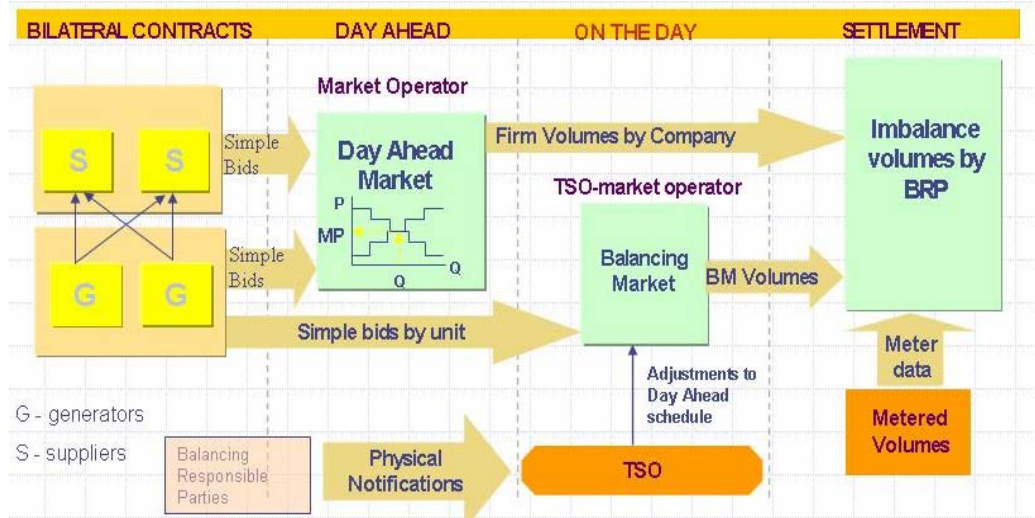 BILATERAL CONTRACTS
DAY AHEAD
ON THE DAY
SETTLEMENT
Market Operator
S
S
Simple
Bids
Day Ahead
Market
P
MP
Q
Q
Firm Volumes by Company
Imbalance
volumes by
BRP
TSO-market operator
G
G
Simple
Bids
Balancing
Market
BM Volumes
Simple bids by unit
Meter
data
Adjustments to
Day Ahead
schedule
G - generators
S - suppliers
Balancing
Responsible
Parties
Physical
Notifications
TSO
Metered
Volumes